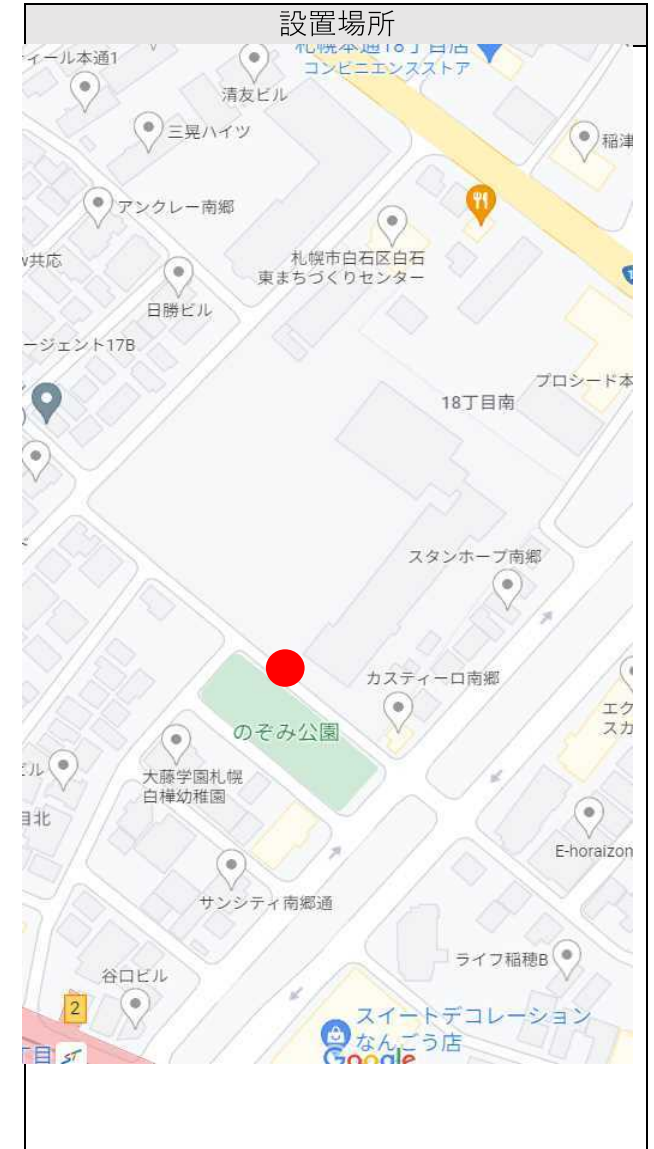 設置場所
ィール本通1
札幌本通18丁目店
コンビニエンスストア
清友ビル
三晃ハイツ
稲津
アンクレー南郷
札幌市白石区白石
東まちづくりセンター
v共応
日勝ビル
ージェント17B
プロシード本
18丁目南
スタンホープ南郷
カスティーロ南郷
エク
スカ
のぞみ公園
大藤学園札幌
白樺幼稚園
ビル
目北
E-horaizon
サンシティ南郷通
ライフ稲穂B
谷口ビル
2
スイートデコレーション
なんごう店
丁目
ST
Google